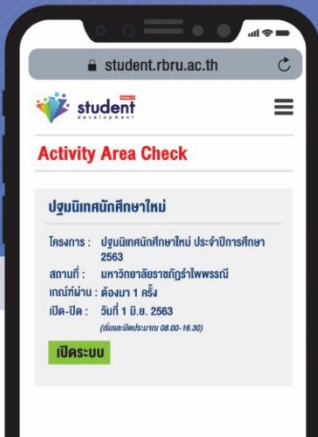 student.rbru.ac.th
student
development
Activity Area Check
ปฐมนิเทศนักศึกษาใหม่
โครงการ : ปฐมนิเทศนักศึกษาใหม่ ประจำปีการศึกษา
2563
สถานที่ : มหาวิทยาลัยราชภัฏรำไพพรรณี
เกณฑ์ผ่าน : ต้องมา 1 ครั้ง
เปิด-ปิด : วันที่ 1 มิ.ย. 2563
(เริ่มและปิดประมาณ 08.00-16.30)
เปิดระบบ